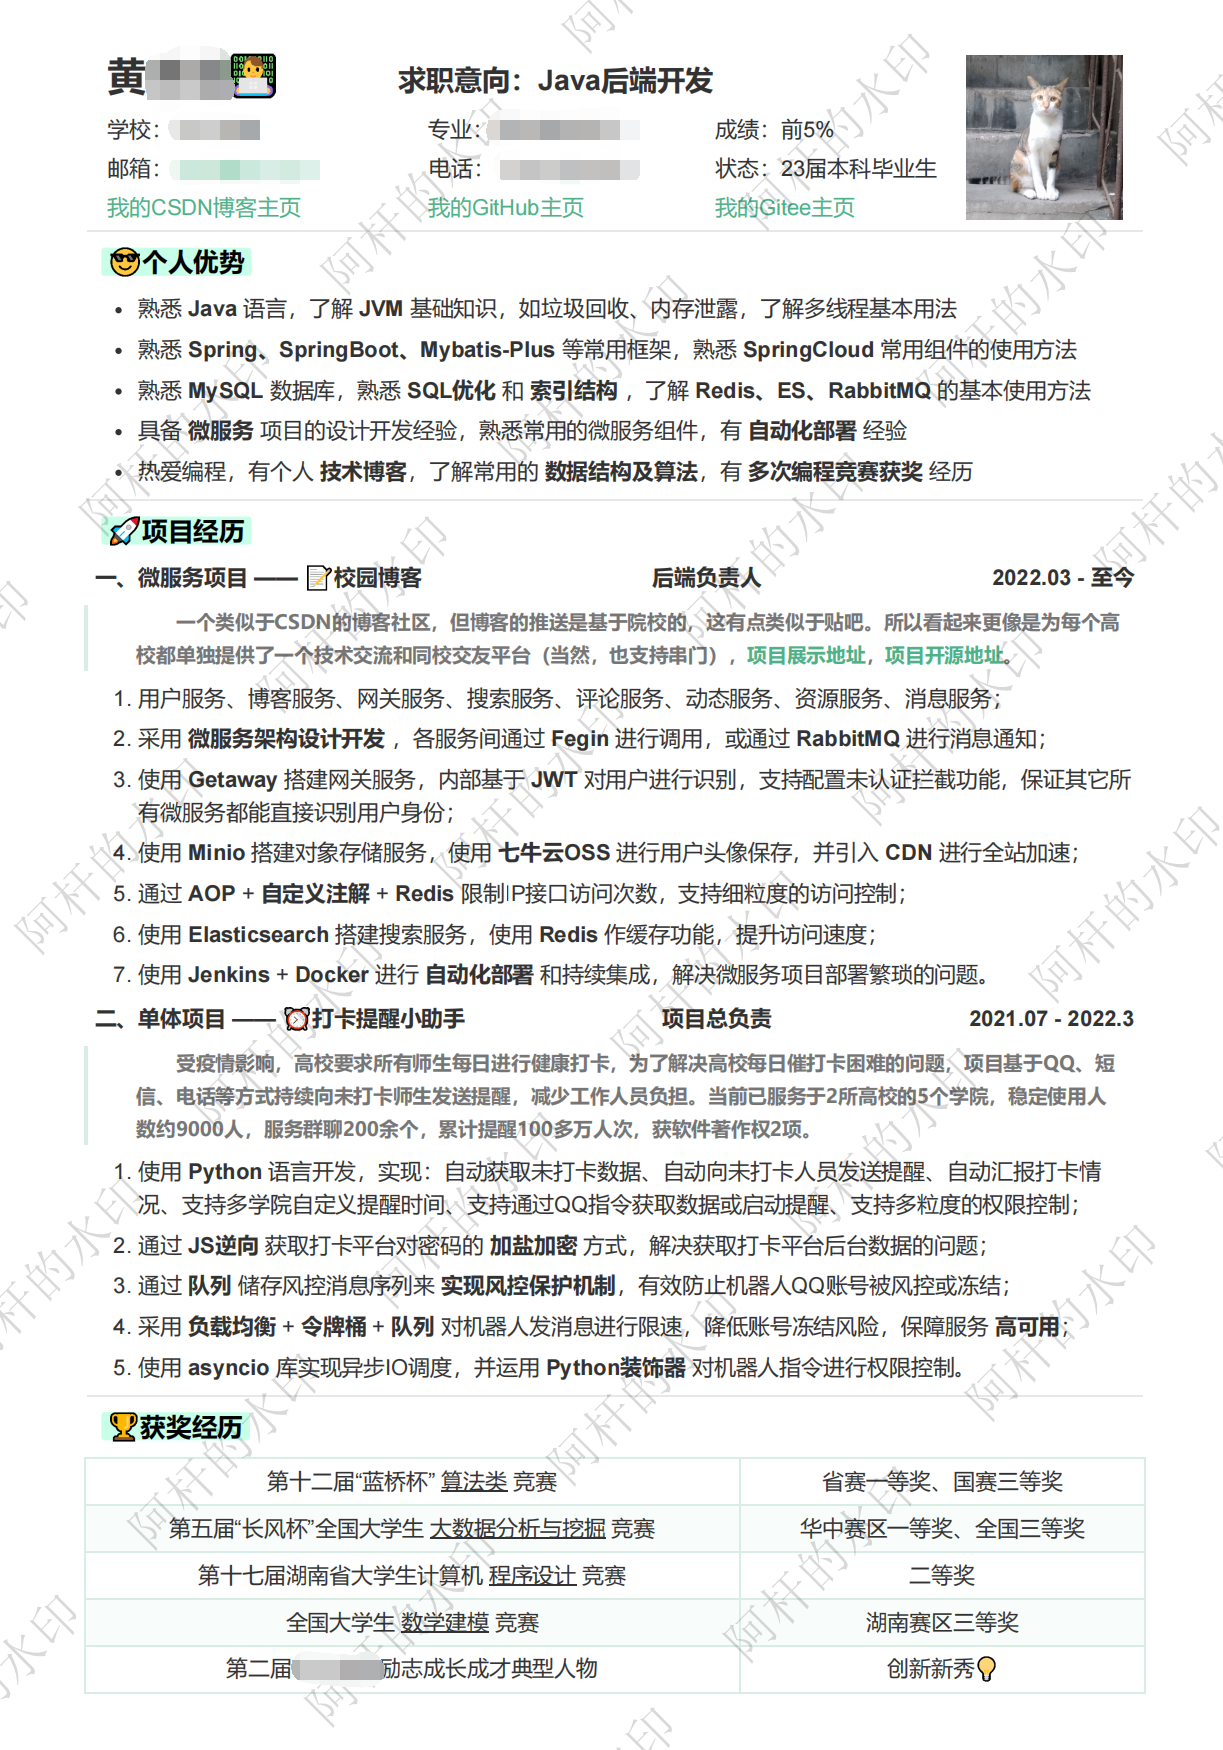 黄
求职意向：Java后端开发
学校：
专业：
成绩：前5%
邮箱：
电话：
状态：23届本科毕业生
我的CSDN博客主页
我的GitHub主页
我的Gitee主页
个人优势
• 熟悉 Java 语言，了解 JVM 基础知识，如垃圾回收、内存泄露，了解多线程基本用法
• 熟悉 Spring、SpringBoot、Mybatis-Plus 等常用框架，熟悉 SpringCloud 常用组件的使用方法
• 熟悉 MySQL 数据库，熟悉 SQL优化 和 索引结构 ，了解 Redis、ES、RabbitMQ 的基本使用方法
• 具备 微服务 项目的设计开发经验，熟悉常用的微服务组件，有 自动化部署 经验
• 热爱编程，有个人 技术博客，了解常用的 数据结构及算法，有 多次编程竞赛获奖 经历
项目经历
一、微服务项目 —— 校园博客 后端负责人 2022.03 - 至今
一个类似于CSDN的博客社区，但博客的推送是基于院校的，这有点类似于贴吧。所以看起来更像是为每个高
校都单独提供了一个技术交流和同校交友平台（当然，也支持串门），项目展示地址，项目开源地址。
1. 用户服务、博客服务、网关服务、搜索服务、评论服务、动态服务、资源服务、消息服务；
2. 采用 微服务架构设计开发 ，各服务间通过 Fegin 进行调用，或通过 RabbitMQ 进行消息通知；
3. 使用 Getaway 搭建网关服务，内部基于 JWT 对用户进行识别，支持配置未认证拦截功能，保证其它所
有微服务都能直接识别用户身份；
4. 使用 Minio 搭建对象存储服务，使用 七牛云OSS 进行用户头像保存，并引入 CDN 进行全站加速；
5. 通过 AOP + 自定义注解 + Redis 限制IP接口访问次数，支持细粒度的访问控制；
6. 使用 Elasticsearch 搭建搜索服务，使用 Redis 作缓存功能，提升访问速度；
7. 使用 Jenkins + Docker 进行 自动化部署 和持续集成，解决微服务项目部署繁琐的问题。
二、单体项目 —— 打卡提醒小助手 项目总负责 2021.07 - 2022.3
受疫情影响，高校要求所有师生每日进行健康打卡，为了解决高校每日催打卡困难的问题，项目基于QQ、短
信、电话等方式持续向未打卡师生发送提醒，减少工作人员负担。当前已服务于2所高校的5个学院，稳定使用人
数约9000人，服务群聊200余个，累计提醒100多万人次，获软件著作权2项。
1. 使用 Python 语言开发，实现：自动获取未打卡数据、自动向未打卡人员发送提醒、自动汇报打卡情
况、支持多学院自定义提醒时间、支持通过QQ指令获取数据或启动提醒、支持多粒度的权限控制；
2. 通过 JS逆向 获取打卡平台对密码的 加盐加密 方式，解决获取打卡平台后台数据的问题；
3. 通过 队列 储存风控消息序列来 实现风控保护机制，有效防止机器人QQ账号被风控或冻结；
4. 采用 负载均衡 + 令牌桶 + 队列 对机器人发消息进行限速，降低账号冻结风险，保障服务 高可用；
5. 使用 asyncio 库实现异步IO调度，并运用 Python装饰器 对机器人指令进行权限控制。
获奖经历
第十二届“蓝桥杯” 算法类 竞赛 省赛一等奖、国赛三等奖
第五届“长风杯”全国大学生 大数据分析与挖掘 竞赛 华中赛区一等奖、全国三等奖
第十七届湖南省大学生计算机 程序设计 竞赛 二等奖
全国大学生 数学建模 竞赛 湖南赛区三等奖
第二届励志成长成才典型人物 创新新秀
阿杆的水印